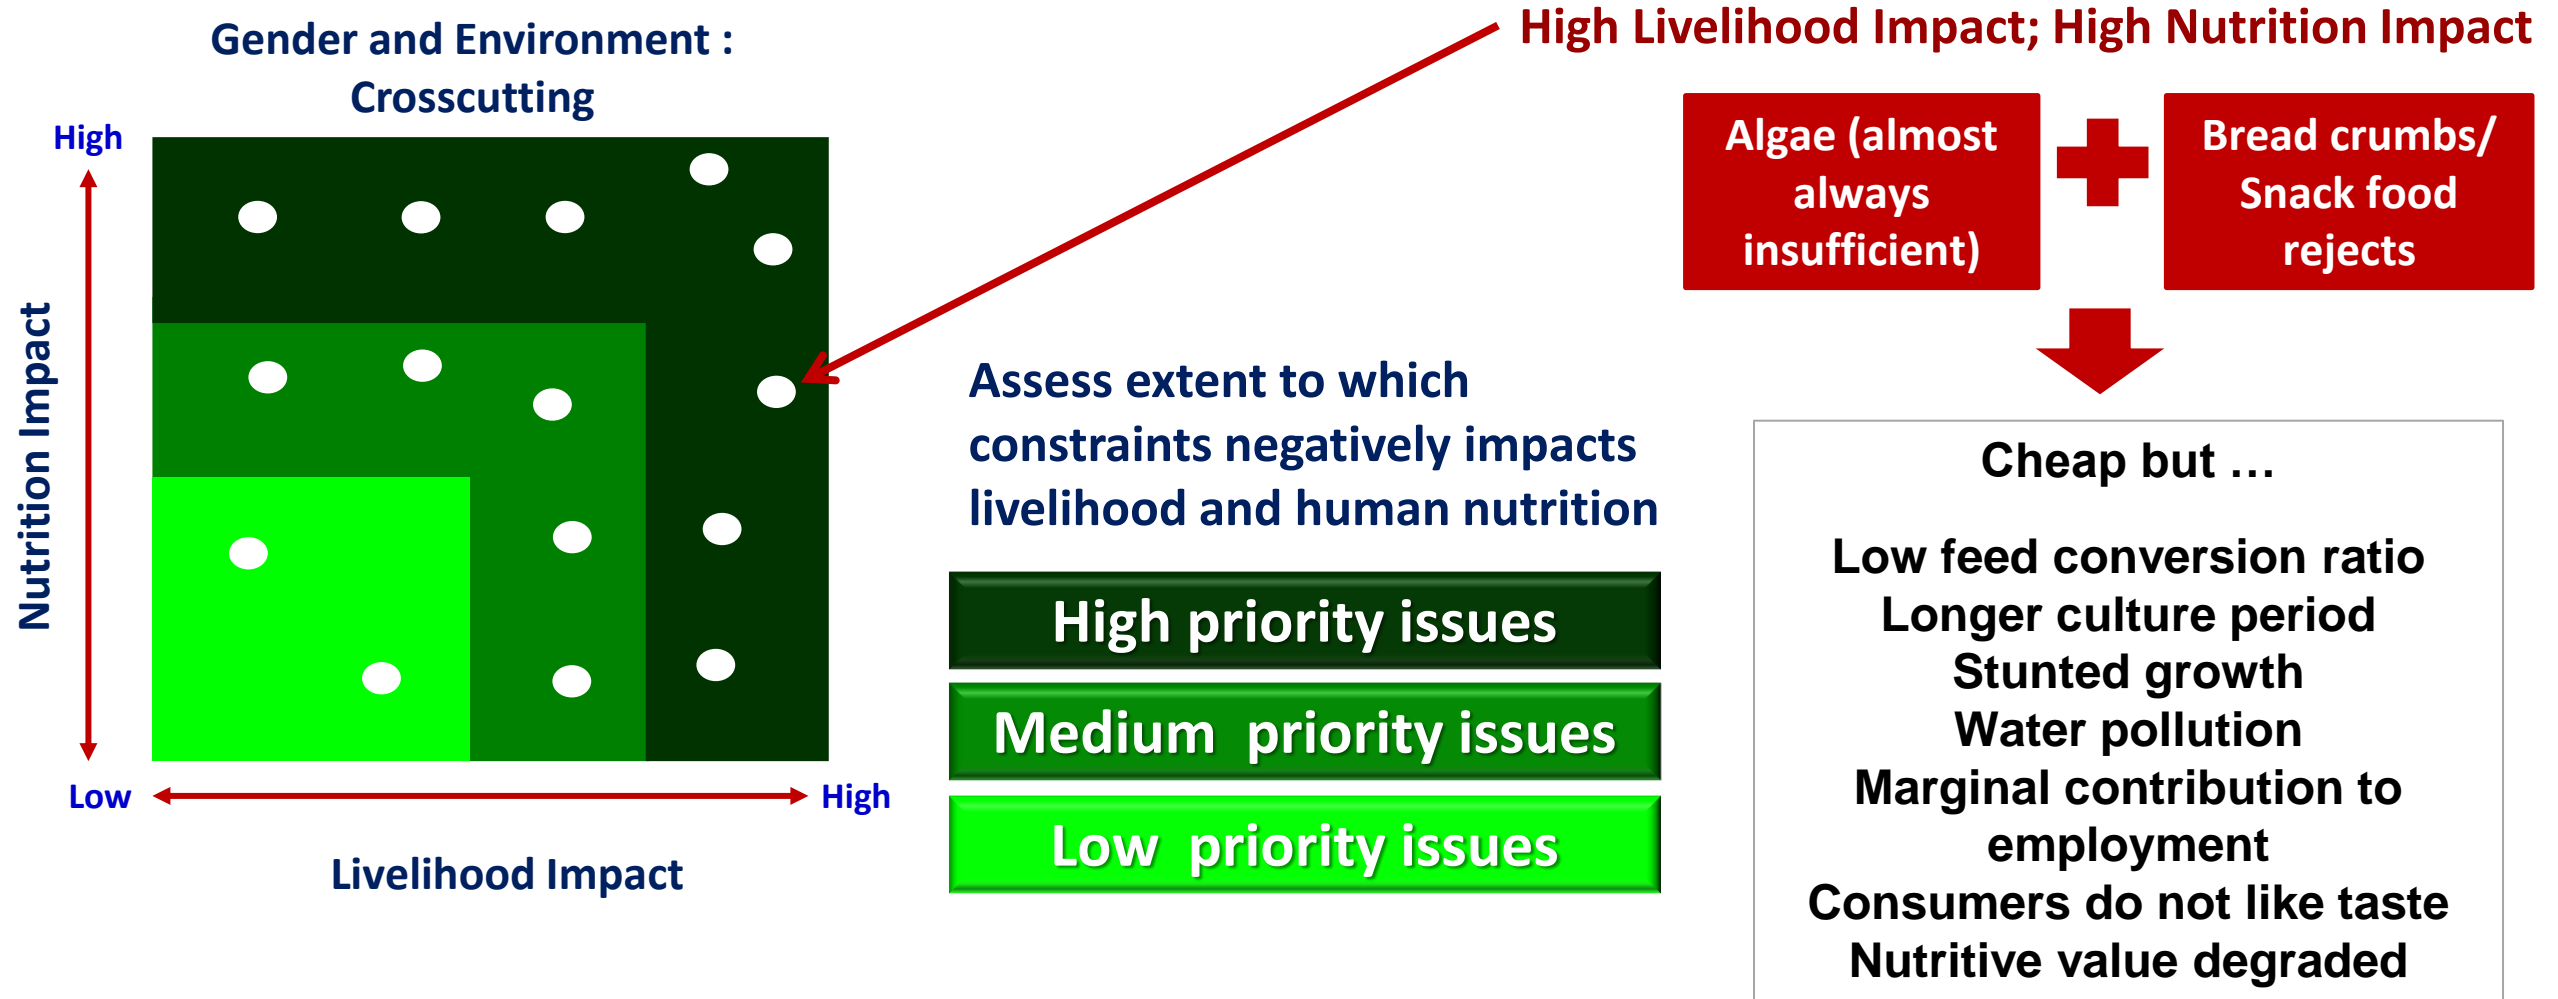 Gender and Environment :
Crosscutting
High
Nutrition Impact
Low
High
Livelihood Impact
High Livelihood Impact; High Nutrition Impact
Assess extent to which
constraints negatively impacts
livelihood and human nutrition
High priority issues
Medium  priority issues
Low  priority issues
Algae (almost
always
insufficient)
Bread crumbs/
Snack food
rejects
Cheap but …
Low feed conversion ratio
Longer culture period
Stunted growth
Water pollution
Marginal contribution to
employment
Consumers do not like taste
Nutritive value degraded